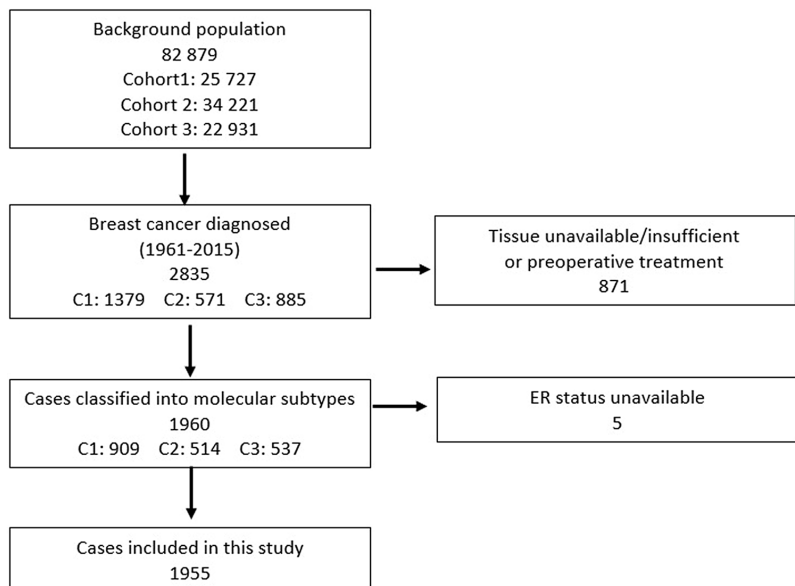 Background population
82 879
Cohort1: 25 727
Cohort 2: 34 221
Cohort 3: 22 931
Breast cancer diagnosed
(1961-2015)
2835
C1: 1379 C2: 571 C3: 885
Tissue unavailable/insufficient
or preoperative treatment
871
Cases classified into molecular subtypes
1960
C1: 909 C2: 514 C3: 537
ER status unavailable
5
Cases included in this study
1955